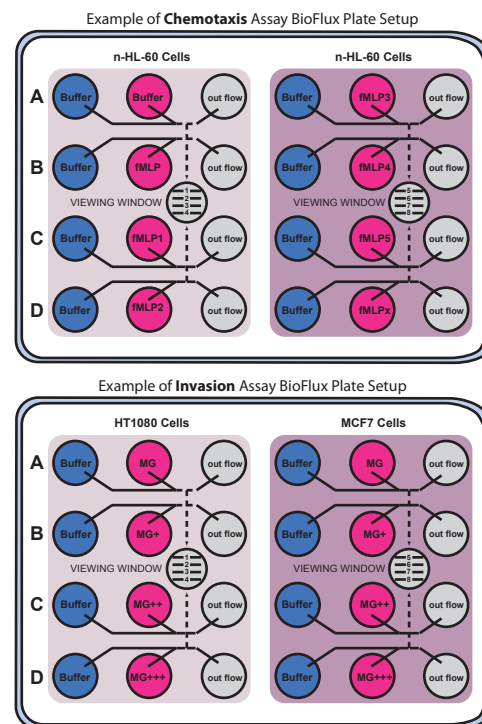 Example of Chemotaxis Assay BioFlux Plate Setup
n-HL-60 Cells n-HL-60 Cells
A Buffer Buffer out flow Buffer fMLP3 out flow
B Buffer fMLP out flow Buffer fMLP4 out flow
VIEWING WINDOW 1 2 3 4 VIEWING WINDOW 5 6 7 8
C Buffer fMLP1 out flow Buffer fMLP5 out flow
D Buffer fMLP2 out flow Buffer fMLPx out flow
Example of Invasion Assay BioFlux Plate Setup
HT1080 Cells MCF7 Cells
A Buffer MG out flow Buffer MG out flow
B Buffer MG+ out flow Buffer MG+ out flow
VIEWING WINDOW 1 2 3 4 VIEWING WINDOW 5 6 7 8
C Buffer MG++ out flow Buffer MG++ out flow
D Buffer MG+++ out flow Buffer MG+++ out flow